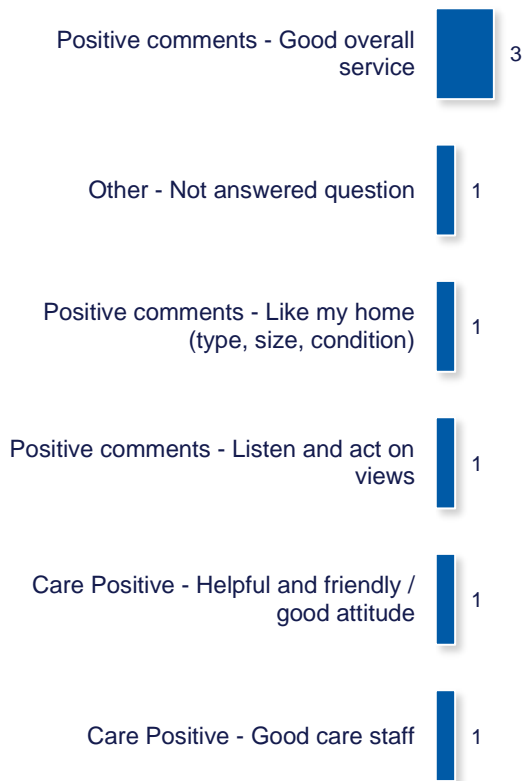 Positive comments - Good overall
service
3
Other - Not answered question
1
Positive comments - Like my home
(type, size, condition)
1
Positive comments - Listen and act on
views
1
Care Positive - Helpful and friendly /
good attitude
1
Care Positive - Good care staff
1